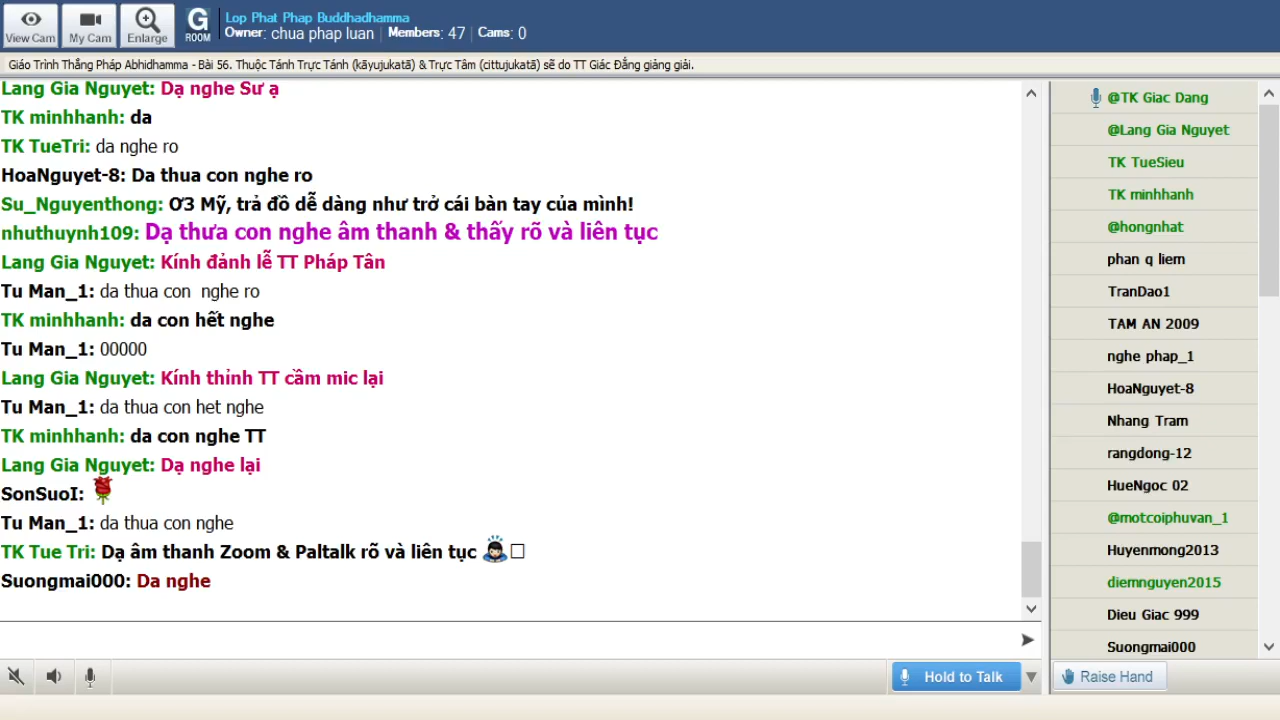 View Cam
My Cam
Enlarge
G
ROOM
Lop Phat Phap Buddhadhamma
Owner: chua phap luan
Members: 47
Cams: 0
Giáo Trình Thắng Pháp Abhidhamma - Bài 56. Thuộc Tánh Trực Tánh (kāyujukatā) & Trực Tâm (cittujukatā) sẽ do TT Giác Đẳng giảng giải.
Lang Gia Nguyet: Dạ nghe Sư ạ
TK minhhanh: da
TK TueTri: da nghe ro
HoaNguyet-8: Da thua con nghe ro
Su_Nguyenthong: Ơ3 Mỹ, trả đồ dễ dàng như trở cái bàn tay của mình!
nhuthuynh109: Dạ thưa con nghe âm thanh & thấy rõ và liên tục
Lang Gia Nguyet: Kính đảnh lễ TT Pháp Tân
Tu Man_1: da thua con  nghe ro
TK minhhanh: da con hết nghe
Tu Man_1: 00000
Lang Gia Nguyet: Kính thỉnh TT cầm mic lại
Tu Man_1: da thua con het nghe
TK minhhanh: da con nghe TT
Lang Gia Nguyet: Dạ nghe lại
SonSuoI:
Tu Man_1: da thua con nghe
TK Tue Tri: Dạ âm thanh Zoom & Paltalk rõ và liên tục
Suongmai000: Da nghe
Hold to Talk
@TK Giac Dang
@Lang Gia Nguyet
TK TueSieu
TK minhhanh
@hongnhat
phan q liem
TranDao1
TAM AN 2009
nghe phap_1
HoaNguyet-8
Nhang Tram
rangdong-12
HueNgoc 02
@motcoiphuvan_1
Huyenmong2013
diemnguyen2015
Dieu Giac 999
Suongmai000
Raise Hand